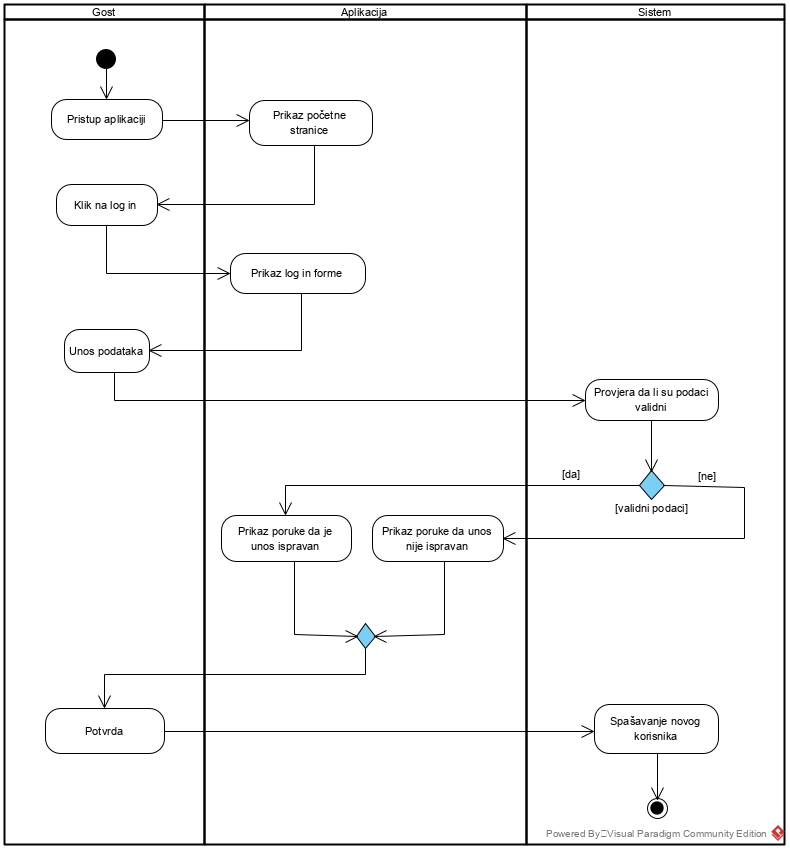 Gost
Aplikacija
Sistem
Pristup aplikaciji
Prikaz početne
stranice
Klik na log in
Prikaz log in forme
Unos podataka
Provjera da li su podaci
validni
[da]
[ne]
[validni podaci]
Prikaz poruke da je
unos ispravan
Prikaz poruke da unos
nije ispravan
Potvrda
Spašavanje novog
korisnika
Powered By Visual Paradigm Community Edition